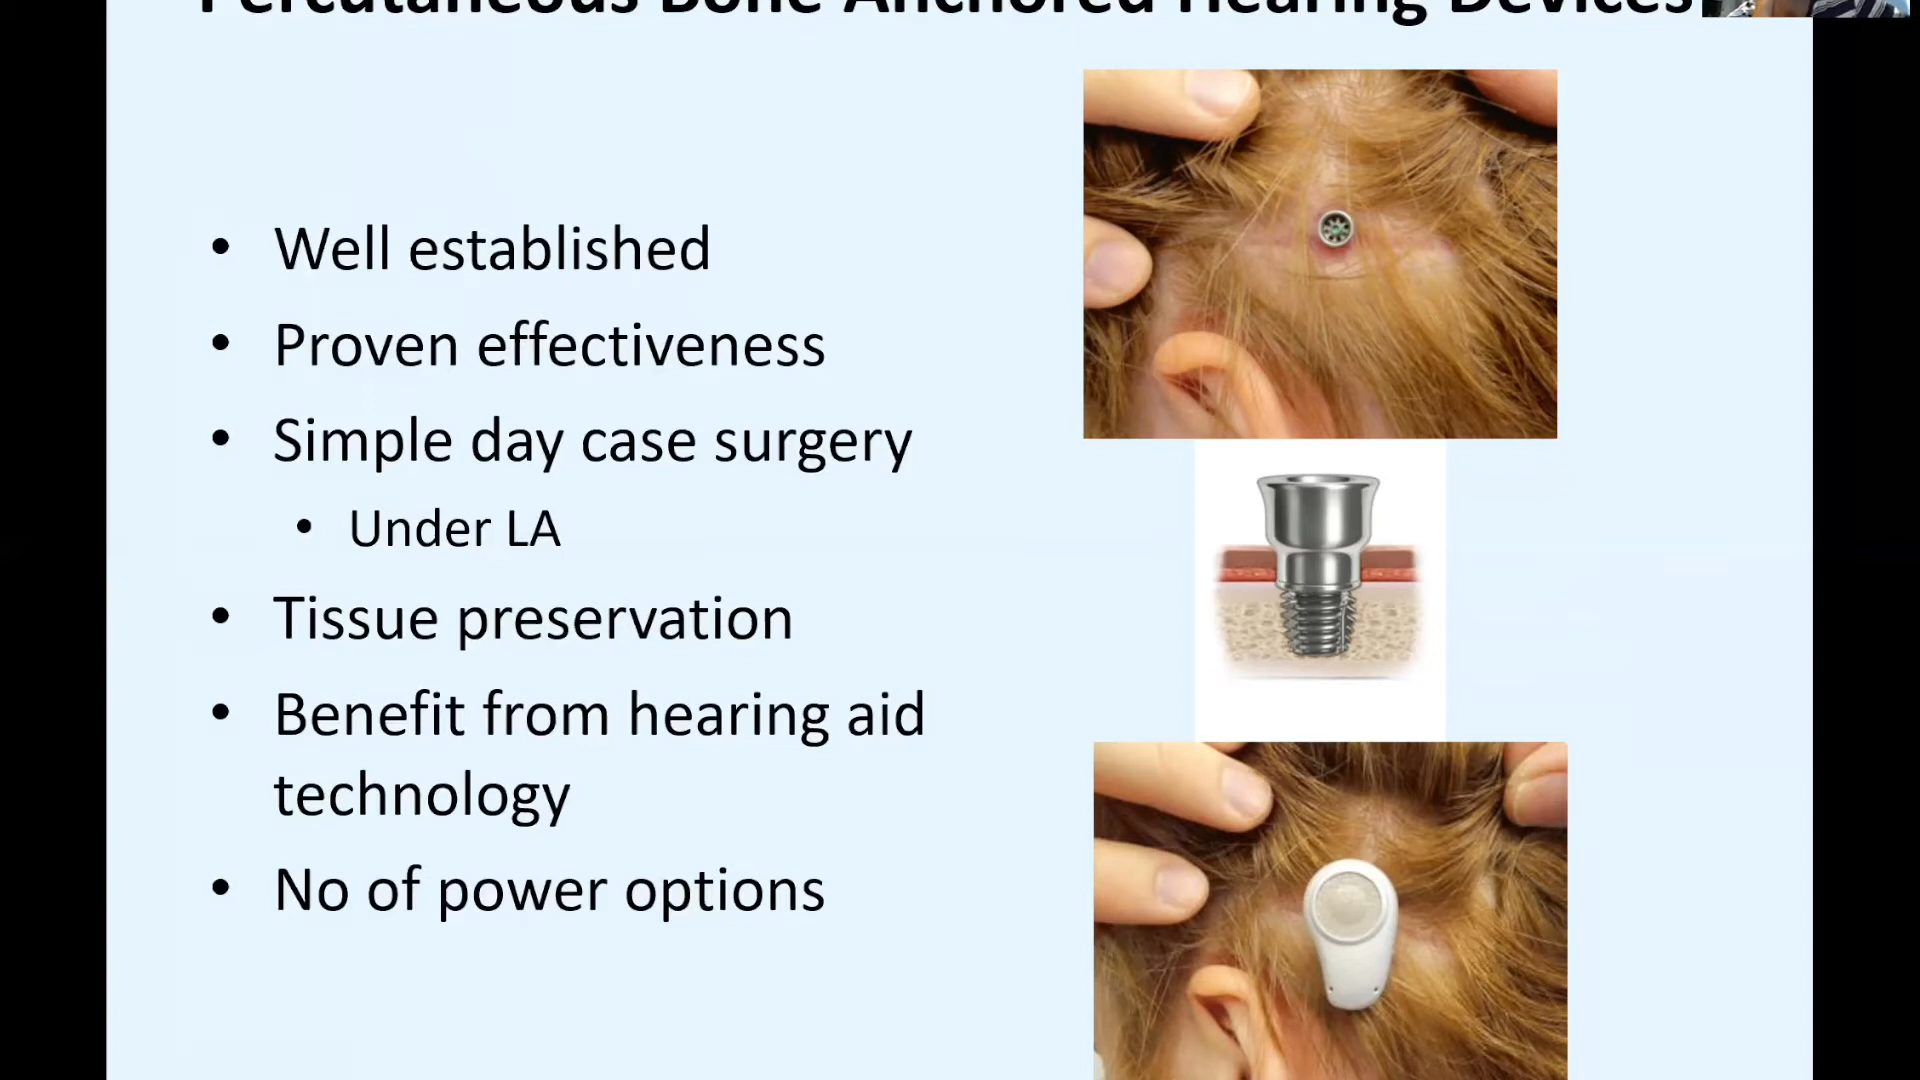 Percutaneous Bone Anchored Hearing Devices
• Well established
• Proven effectiveness
• Simple day case surgery
• Under LA
• Tissue preservation
• Benefit from hearing aid
technology
• No of power options